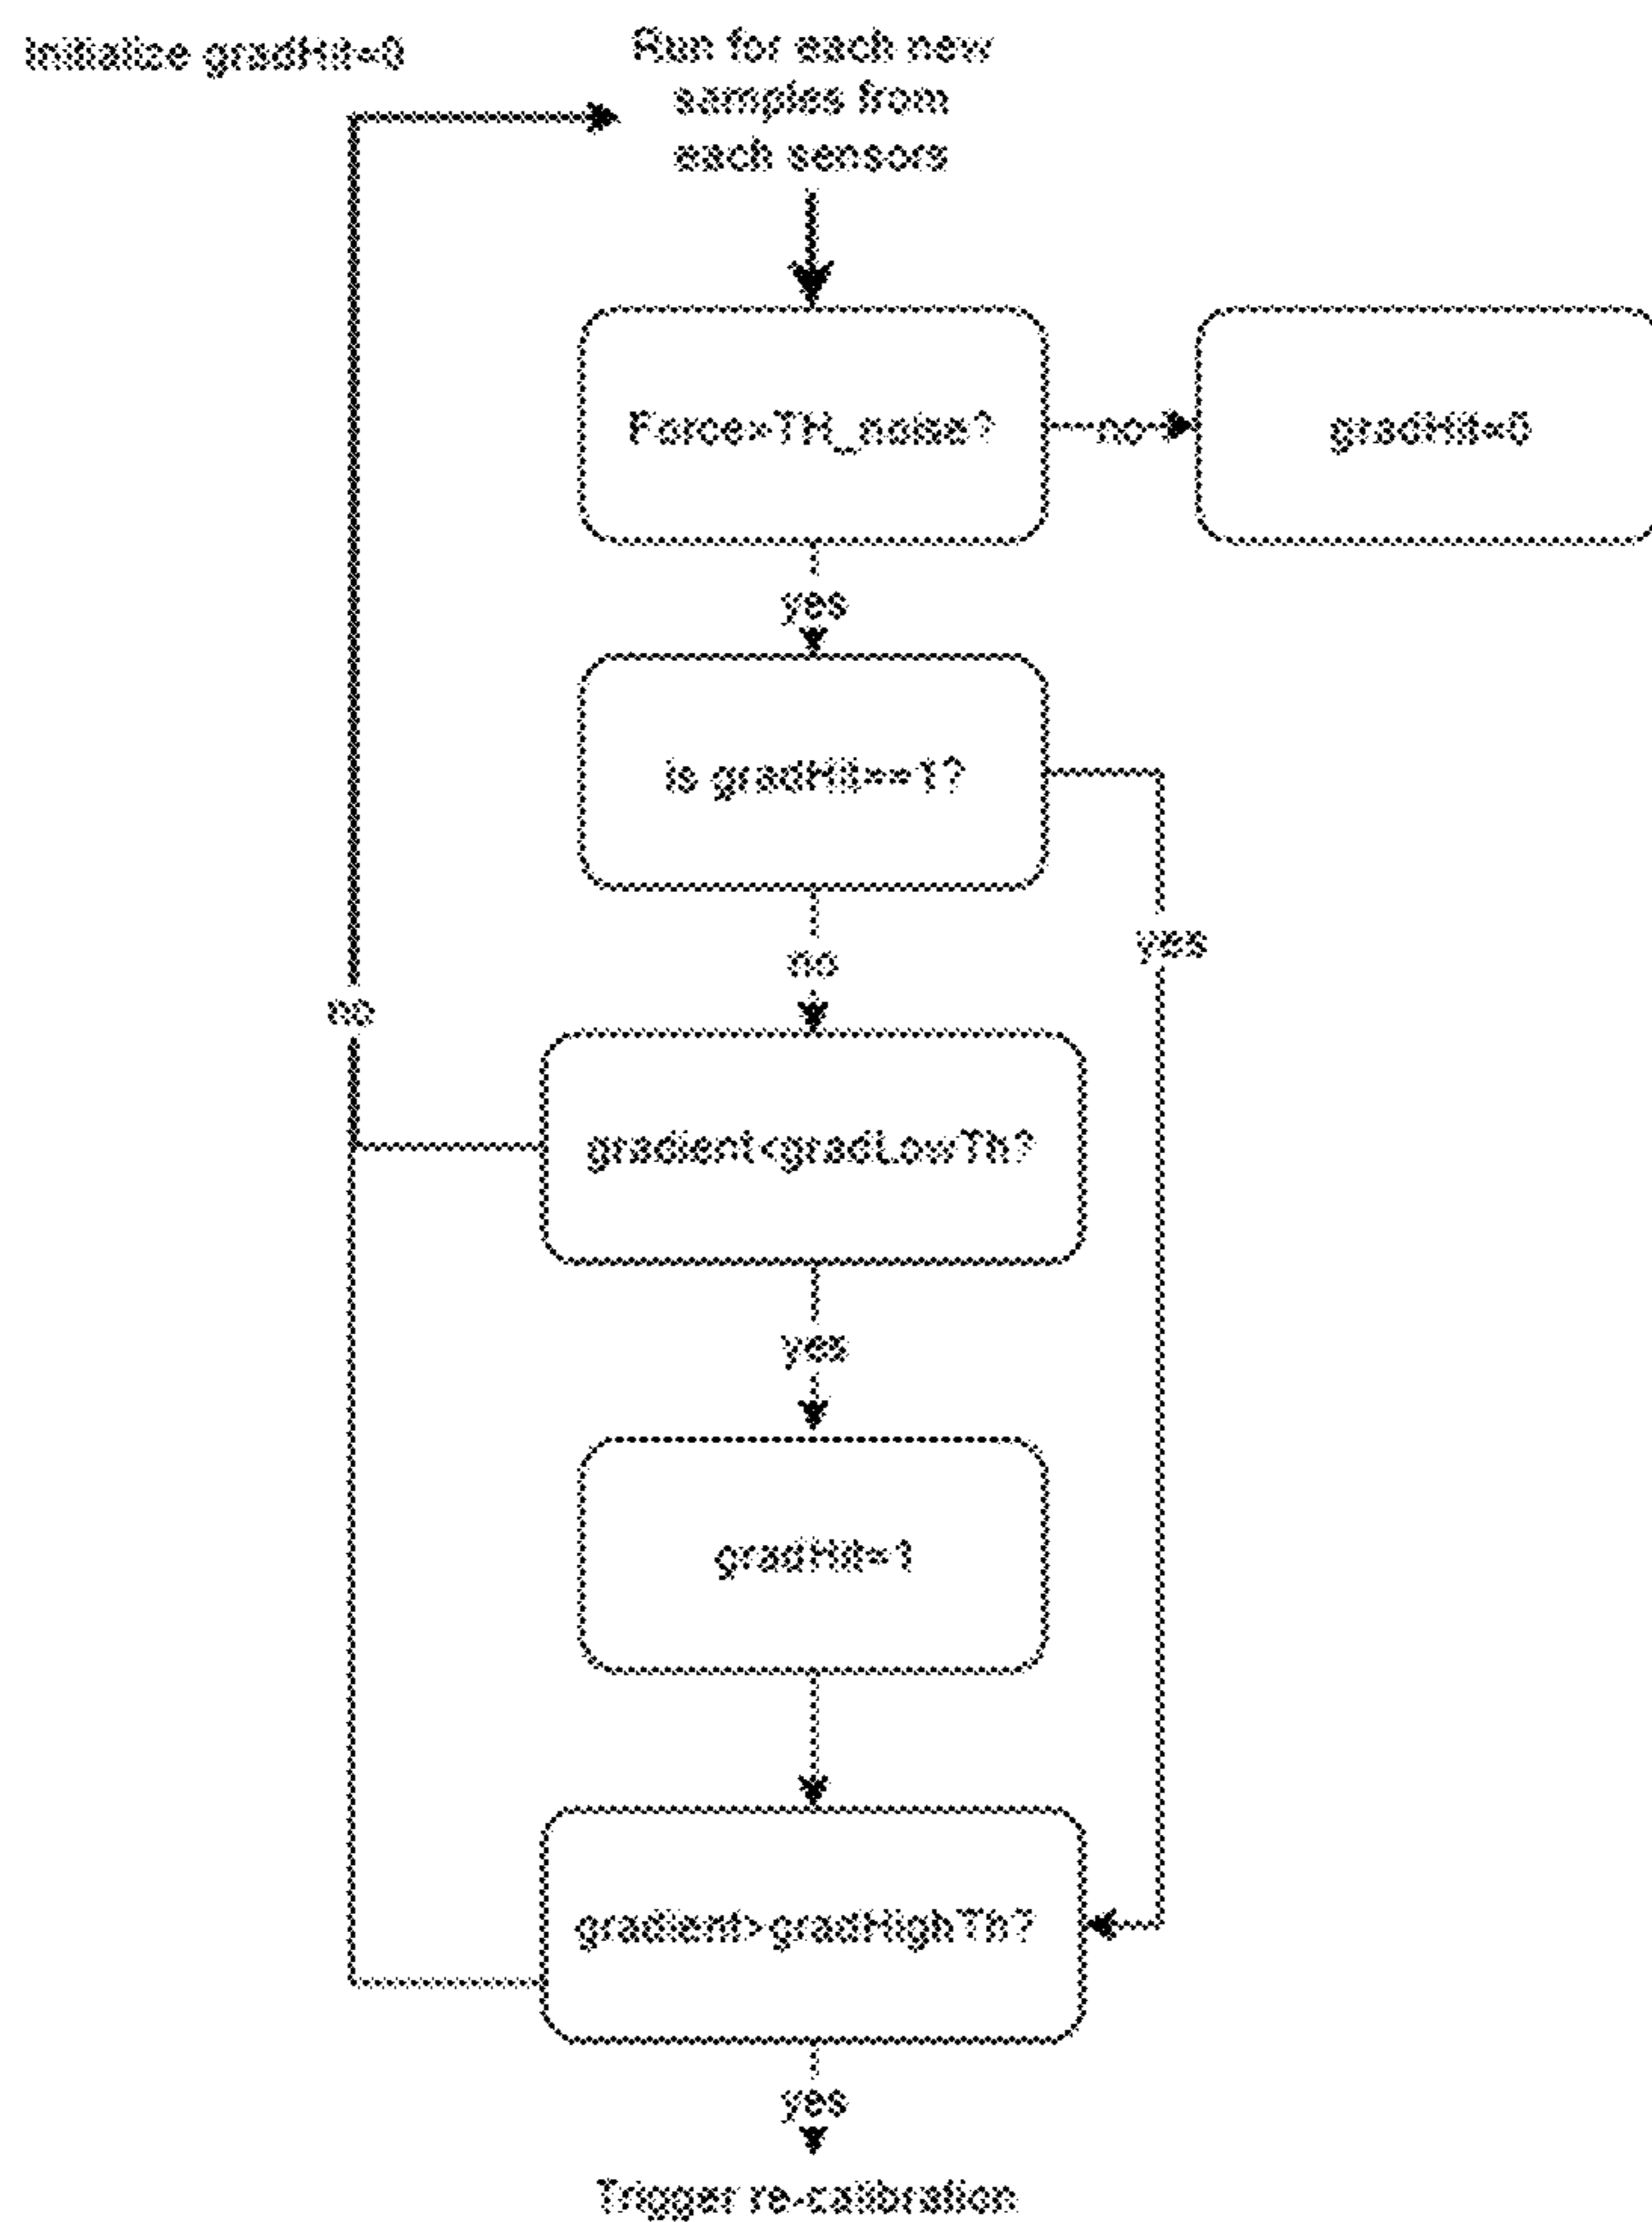 Initialize gradHit=0
Run for each new
samples from
each sensors
Force>TH_noise?
no
gradHit=0
yes
is gradHit==1?
yes
no
no
gradient<gradLowTh?
yes
gradHit=1
gradient>gradHighTh?
yes
Trigger re-calibration